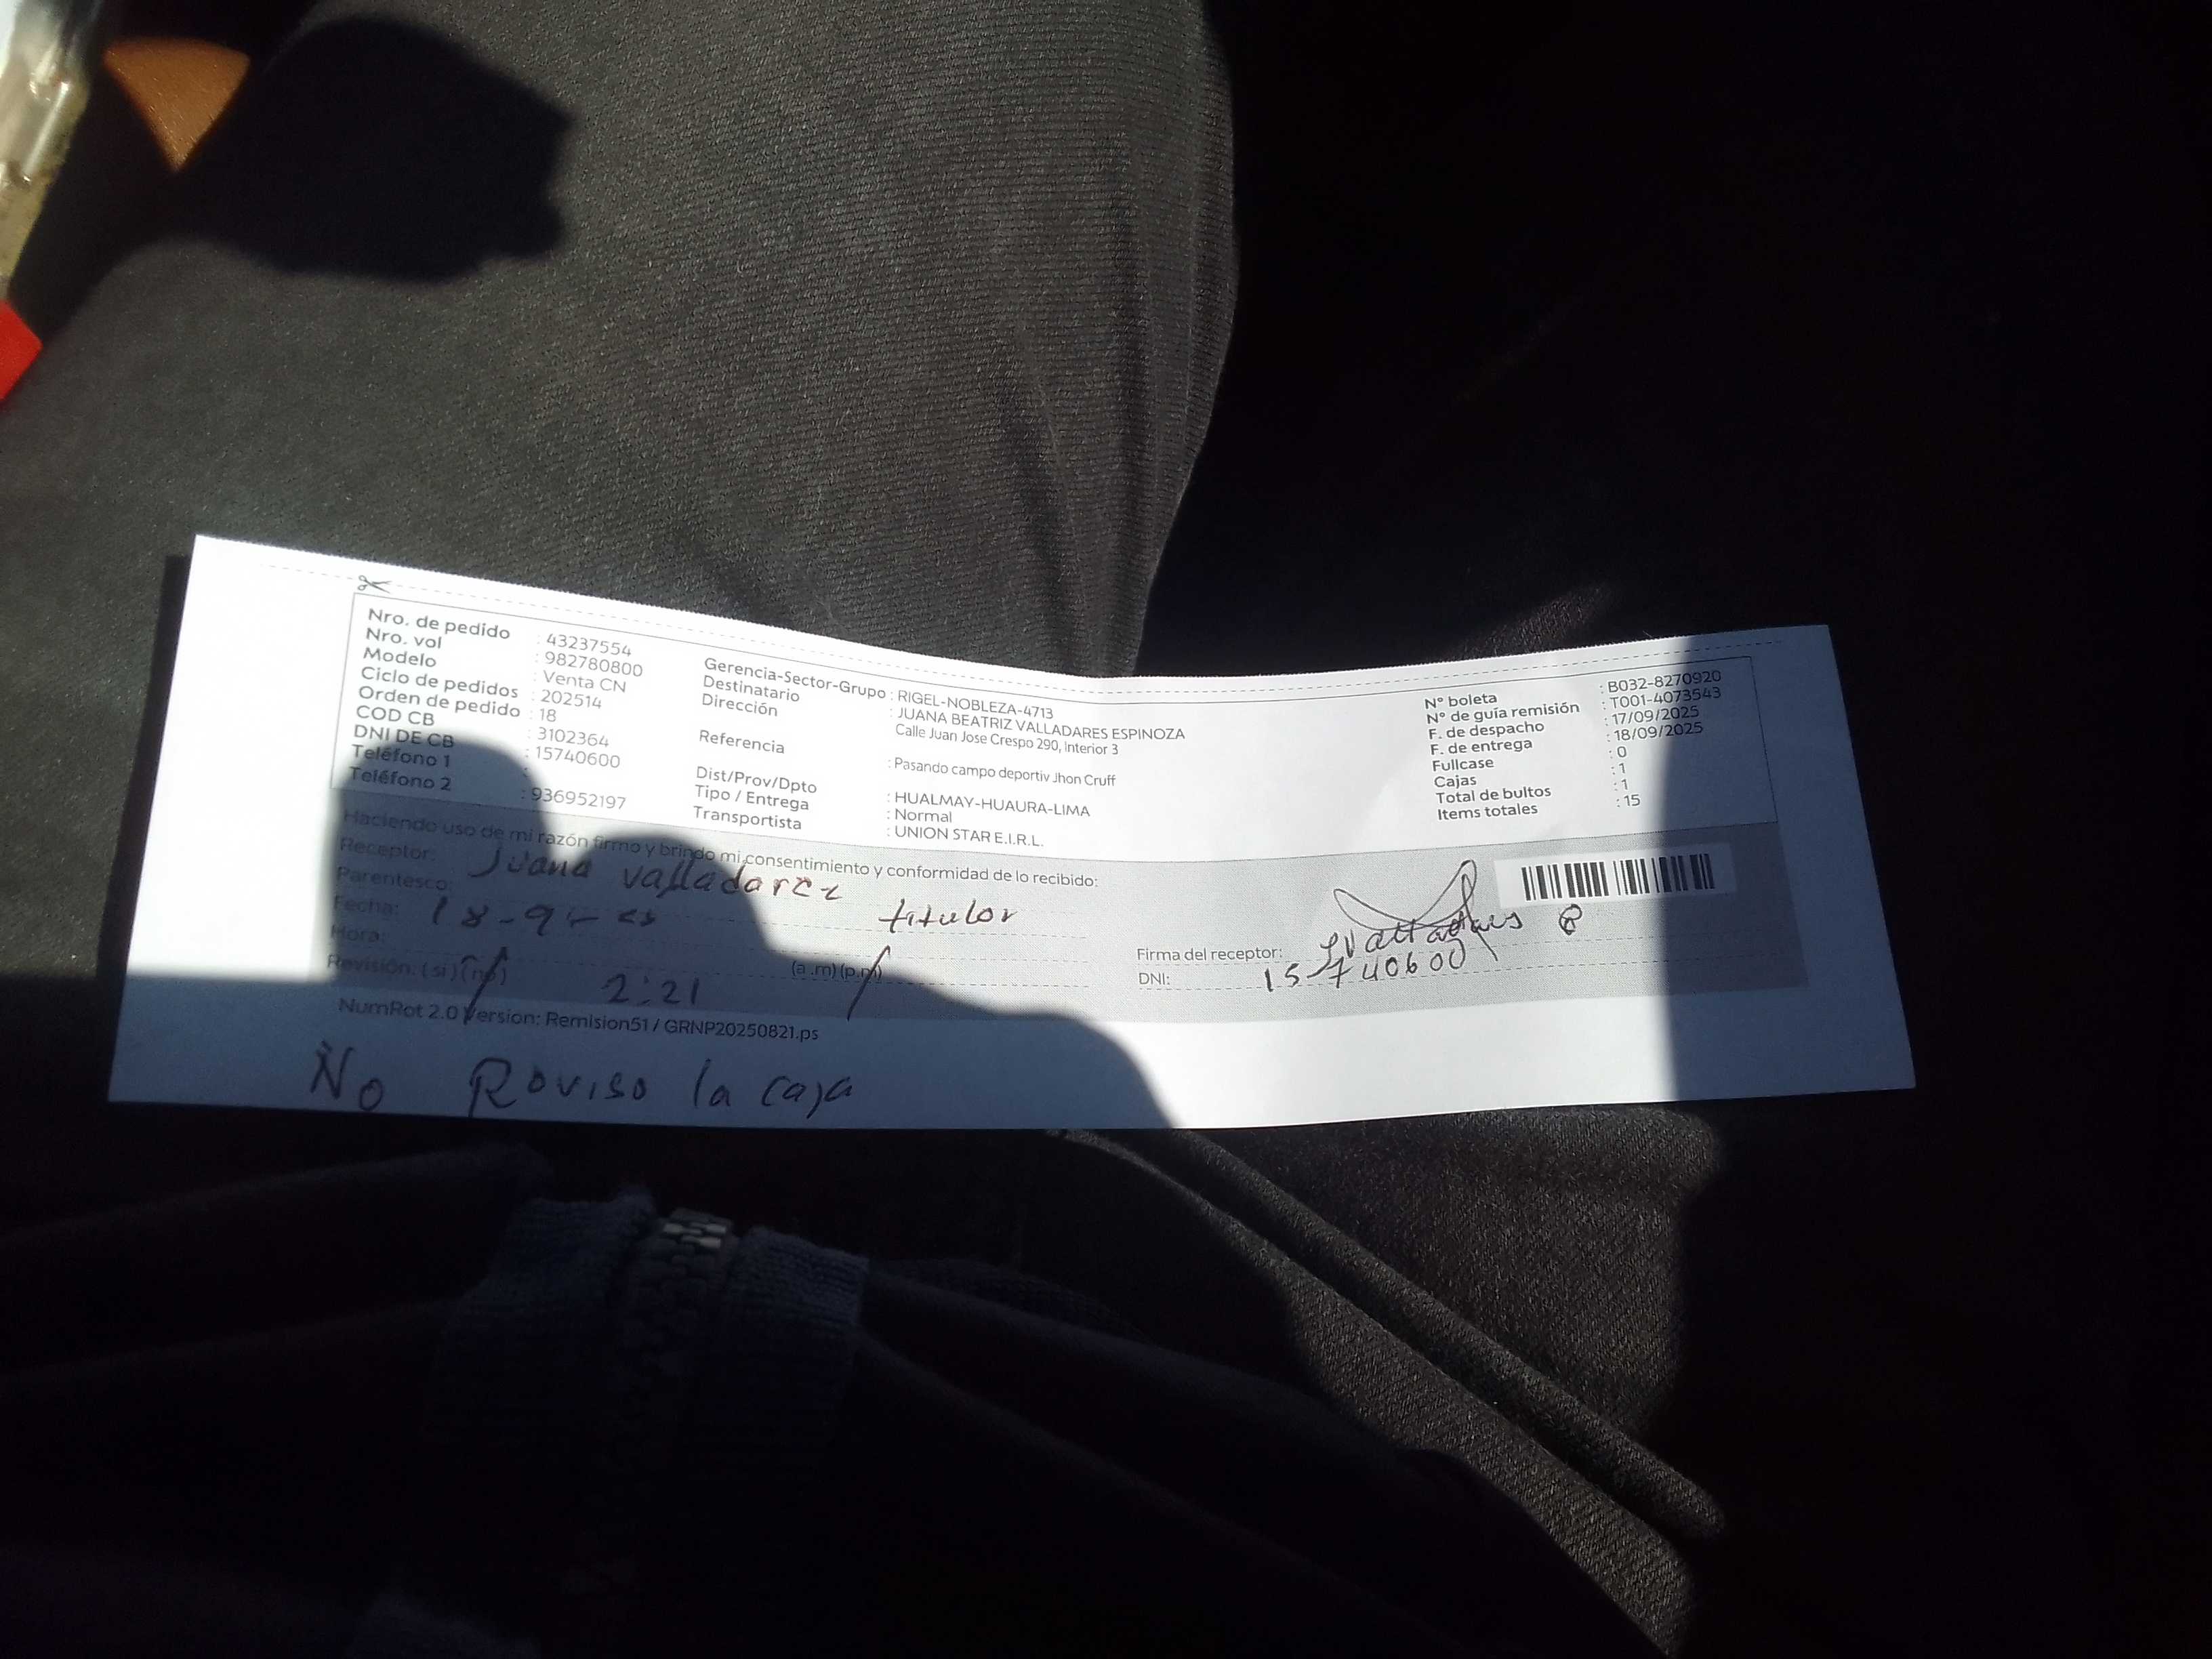 Nro. de pedido : 43237554
Nro. vol : 982780800
Modelo : Venta CN
Ciclo de pedidos : 202514
Orden de pedido : 18
COD CB : 3102364
DNI DE CB : 15740600
Teléfono 1 :
Teléfono 2 : 936952197
Gerencia-Sector-Grupo : RIGEL-NOBLEZA-4713
Destinatario : JUANA BEATRIZ VALLADARES ESPINOZA
Dirección Calle Juan Jose Crespo 290, Interior 3
Referencia : Pasando campo deportiv Jhon Cruff
Dist/Prov/Dpto : HUALMAY-HUAURA-LIMA
Tipo / Entrega : Normal
Transportista : UNION STAR E.I.R.L.
N° boleta : B032-8270920
N° de guía remisión : T001-4073543
F. de despacho : 17/09/2025
F. de entrega : 18/09/2025
Fullcase : 0
Cajas : 1
Total de bultos : 1
Items totales : 15
Haciendo uso de mi razón firmo y brindo mi consentimiento y conformidad de lo recibido:
Receptor: Juana valladarez
Parentesco: titular
Fecha: 18-9-25
Hora: 2:21 (a .m) (p.m)
Revisión: ( si ) ( no )
Firma del receptor: JValladares B
DNI: 15740600
NumRot 2.0 Version: Remision51 / GRNP20250821.ps
No Roviso la caja